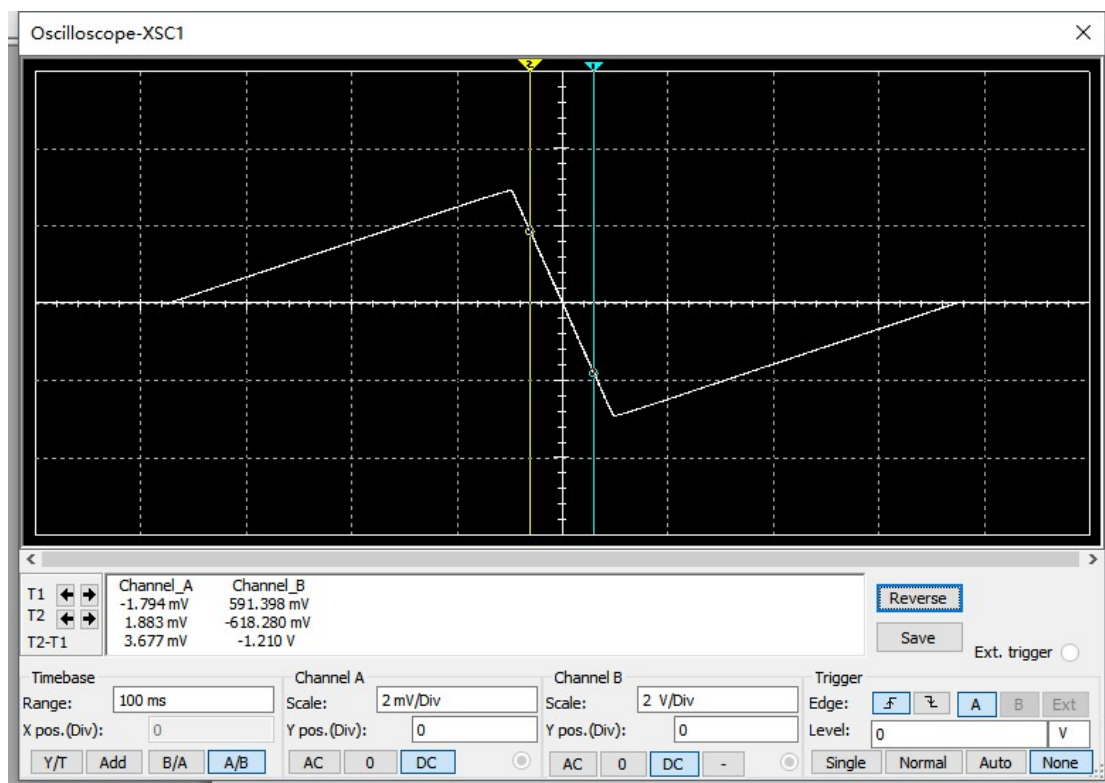 Oscilloscope-XSC1
2 1
T1 Channel_A Channel_B
-1.794 mV 591.398 mV
T2 1.883 mV -618.280 mV
T2-T1 3.677 mV -1.210 V
Reverse
Save
Ext. trigger
Timebase Channel A Channel B Trigger
Range: 100 ms Scale: 2 mV/Div Scale: 2 V/Div Edge: A B Ext
X pos.(Div): 0 Y pos.(Div): 0 Y pos.(Div): 0 Level: 0 V
Y/T Add B/A A/B AC 0 DC AC 0 DC - Single Normal Auto None